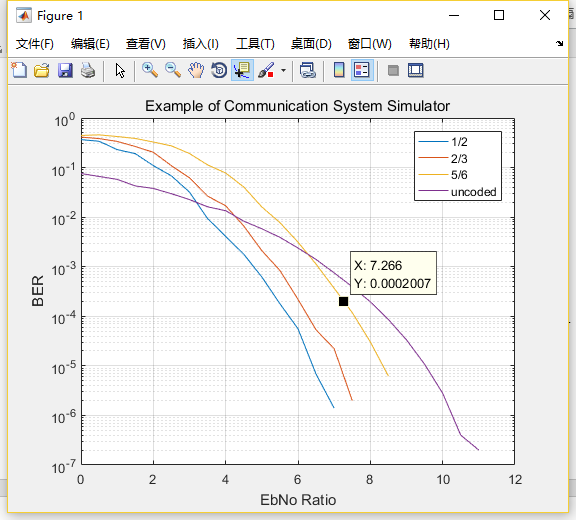 Figure 1
文件(F) 编辑(E) 查看(V) 插入(I) 工具(T) 桌面(D) 窗口(W) 帮助(H)
Example of Communication System Simulator
10^0
10^-1
10^-2
10^-3
10^-4
10^-5
10^-6
10^-7
BER
1/2
2/3
5/6
uncoded
X: 7.266
Y: 0.0002007
0 2 4 6 8 10 12
EbNo Ratio